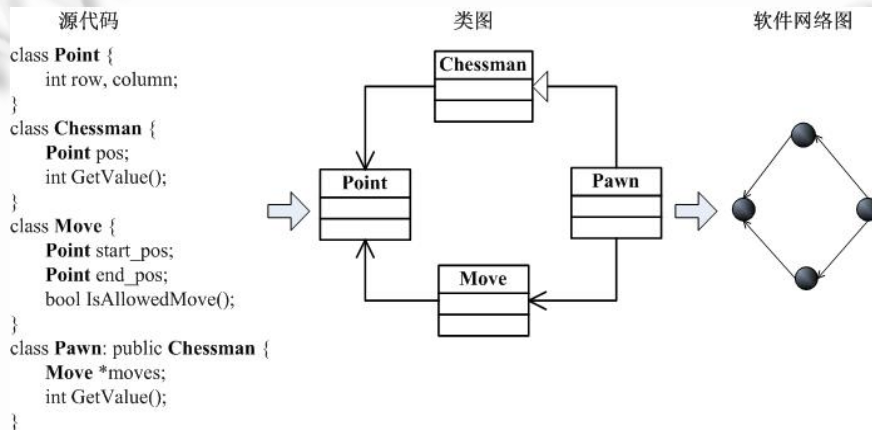 源代码
class Point {
int row, column;
}
class Chessman {
Point pos;
int GetValue();
}
class Move {
Point start_pos;
Point end_pos;
bool IsAllowedMove();
}
class Pawn: public Chessman {
Move *moves;
int GetValue();
}
类图
Chessman
Point
Pawn
Move
软件网络图